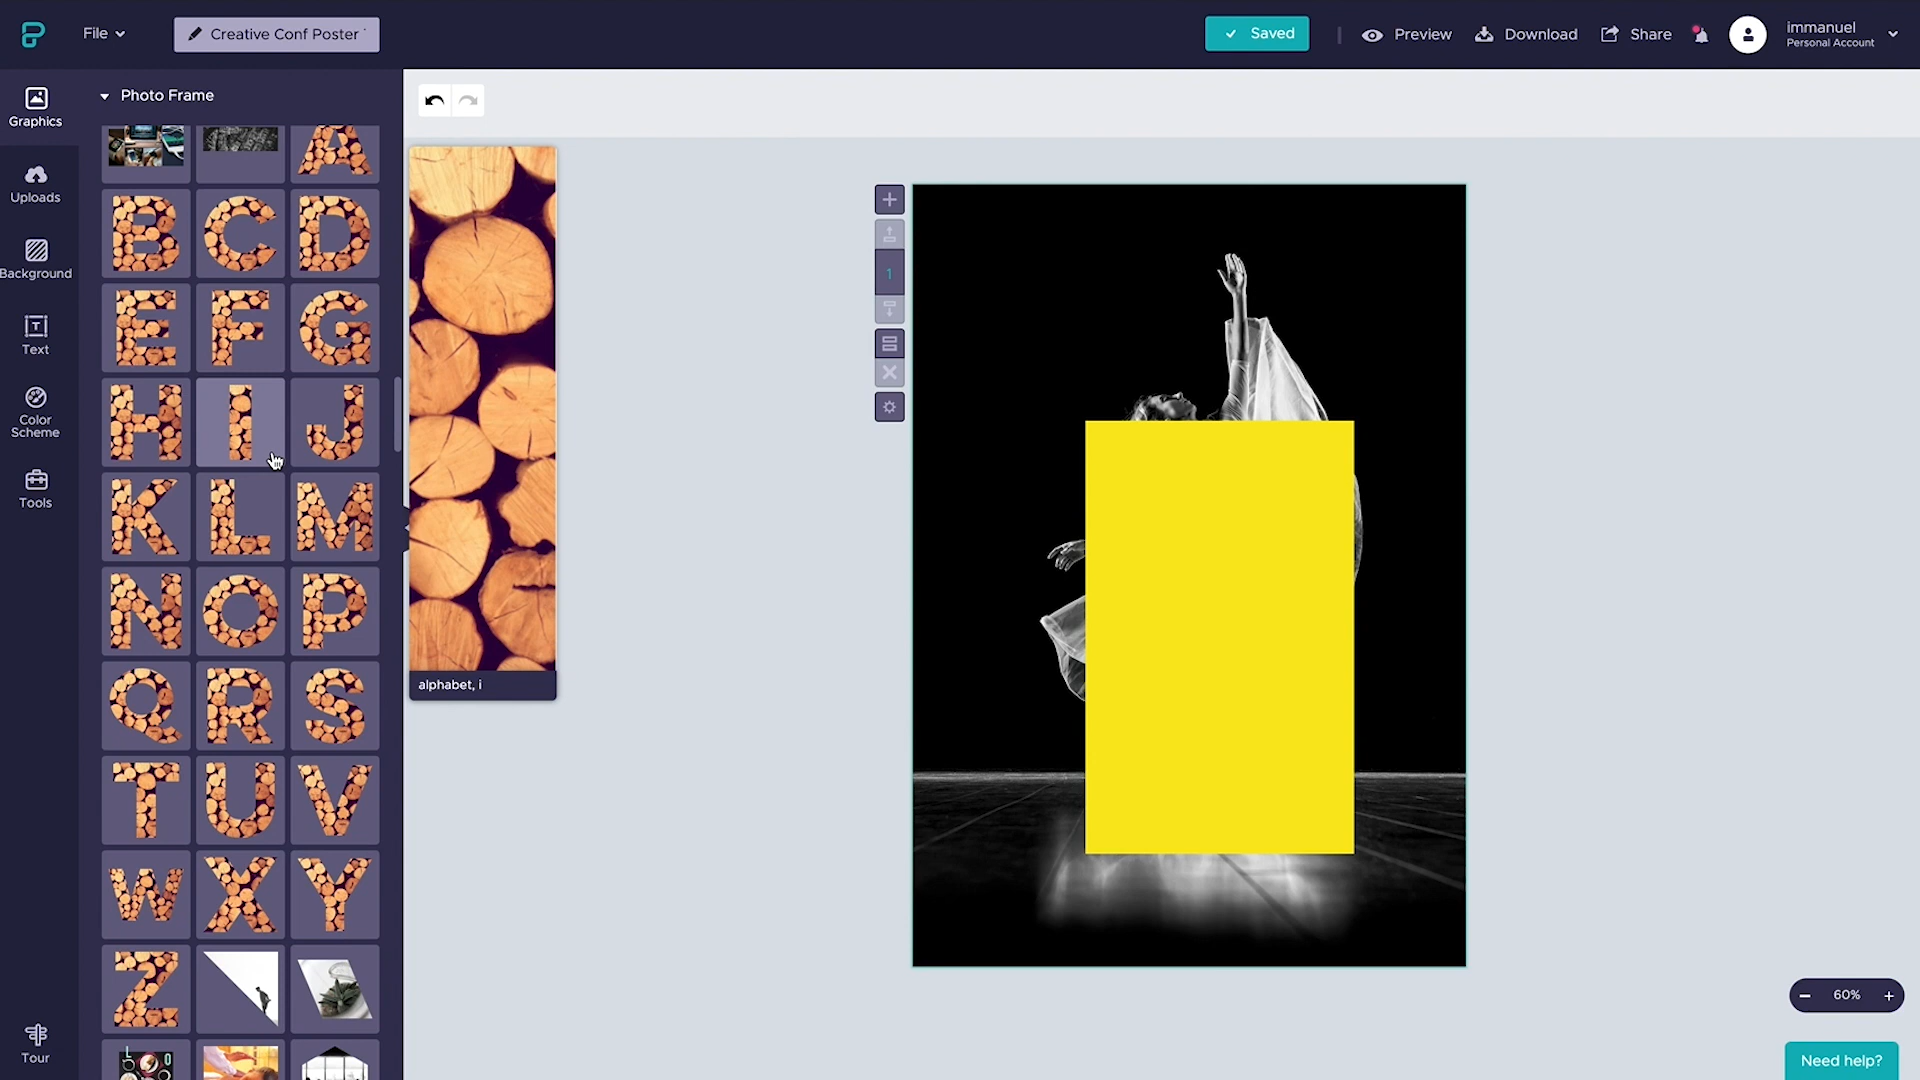 File
Creative Conf Poster
Saved
Preview
Download
Share
immanuel
Personal Account
Graphics
Uploads
Background
Text
Color
Scheme
Tools
Tour
Photo Frame
A
B C D
E F G
H I J
K L M
N O P
Q R S
T U V
W X Y
Z
L O
alphabet, i
1
T
60%
Need help?